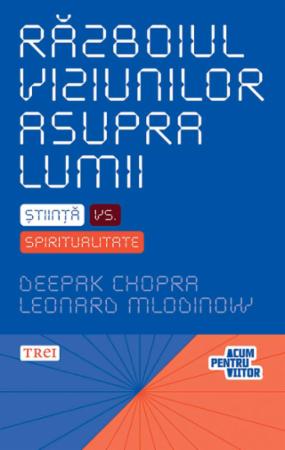 RĂZBOIUL
VIZIUNILOR
ASUPRA
LUMII
ȘTIINȚĂ VS.
SPIRITUALITATE
DEEPAK CHOPRA
LEONARD MLODINOW
TREI
ACUM
PENTRU
VIITOR